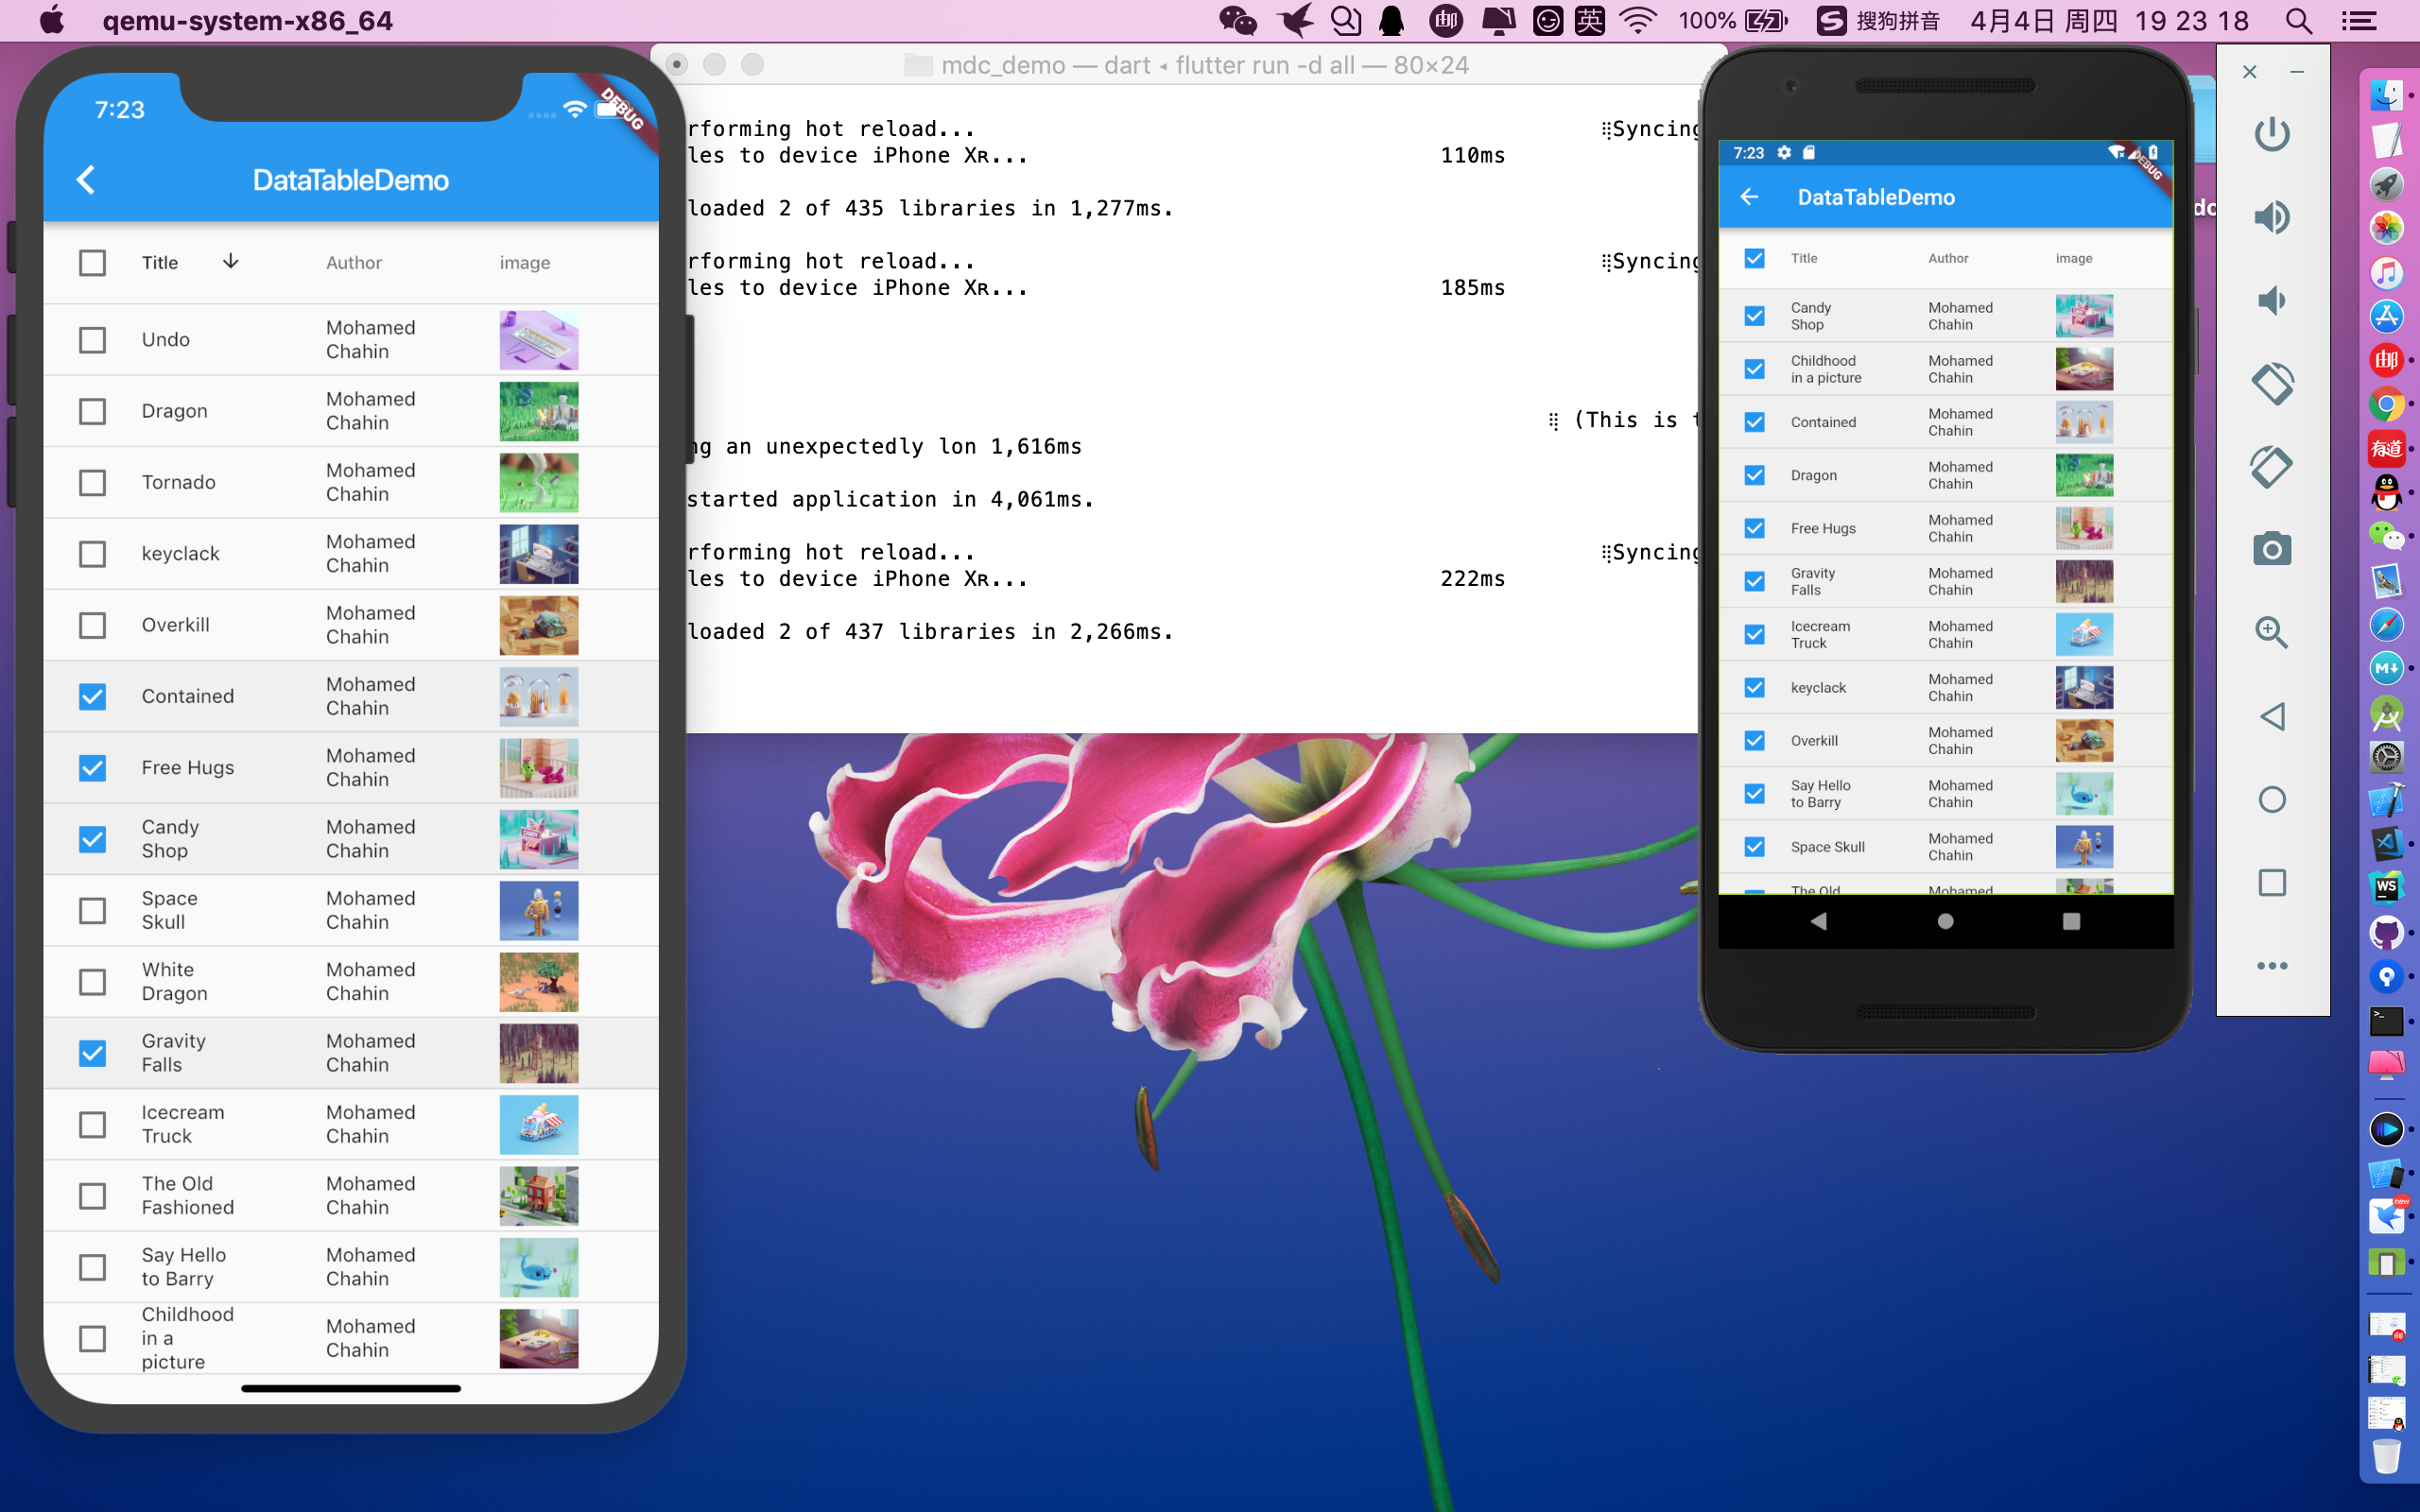 qemu-system-x86_64
邮
英
100%
搜狗拼音
4月4日 周四 19 23 18
7:23
DEBUG
DataTableDemo
Title
Author
image
Undo
Mohamed
Chahin
Dragon
Mohamed
Chahin
Tornado
Mohamed
Chahin
keyclack
Mohamed
Chahin
Overkill
Mohamed
Chahin
Contained
Mohamed
Chahin
Free Hugs
Mohamed
Chahin
Candy
Shop
Mohamed
Chahin
Space
Skull
Mohamed
Chahin
White
Dragon
Mohamed
Chahin
Gravity
Falls
Mohamed
Chahin
Icecream
Truck
Mohamed
Chahin
The Old
Fashioned
Mohamed
Chahin
Say Hello
to Barry
Mohamed
Chahin
Childhood
in a
picture
Mohamed
Chahin
mdc_demo — dart ◂ flutter run -d all — 80×24
rforming hot reload... ⣽Syncing
les to device iPhone Xʀ... 110ms
loaded 2 of 435 libraries in 1,277ms.
rforming hot reload... ⣽Syncing
les to device iPhone Xʀ... 185ms
(This is t
ng an unexpectedly lon 1,616ms
started application in 4,061ms.
rforming hot reload... ⣽Syncing
les to device iPhone Xʀ... 222ms
loaded 2 of 437 libraries in 2,266ms.
7:23
DEBUG
DataTableDemo
Title
Author
image
Candy
Shop
Mohamed
Chahin
Childhood
in a picture
Mohamed
Chahin
Contained
Mohamed
Chahin
Dragon
Mohamed
Chahin
Free Hugs
Mohamed
Chahin
Gravity
Falls
Mohamed
Chahin
Icecream
Truck
Mohamed
Chahin
keyclack
Mohamed
Chahin
Overkill
Mohamed
Chahin
Say Hello
to Barry
Mohamed
Chahin
Space Skull
Mohamed
Chahin
The Old
Mohamed
dc
邮
有道
M↓
WS
new